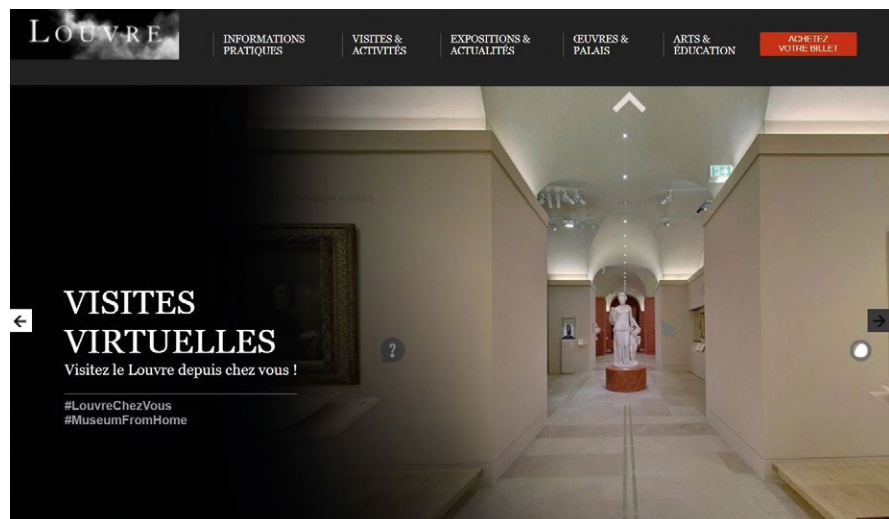 LOUVRE
INFORMATIONS
PRATIQUES
VISITES &
ACTIVITÉS
EXPOSITIONS &
ACTUALITÉS
ŒUVRES &
PALAIS
ARTS &
ÉDUCATION
ACHETEZ
VOTRE BILLET
VISITES
VIRTUELLES
?
Visitez le Louvre depuis chez vous !
#LouvreChezVous
#MuseumFromHome